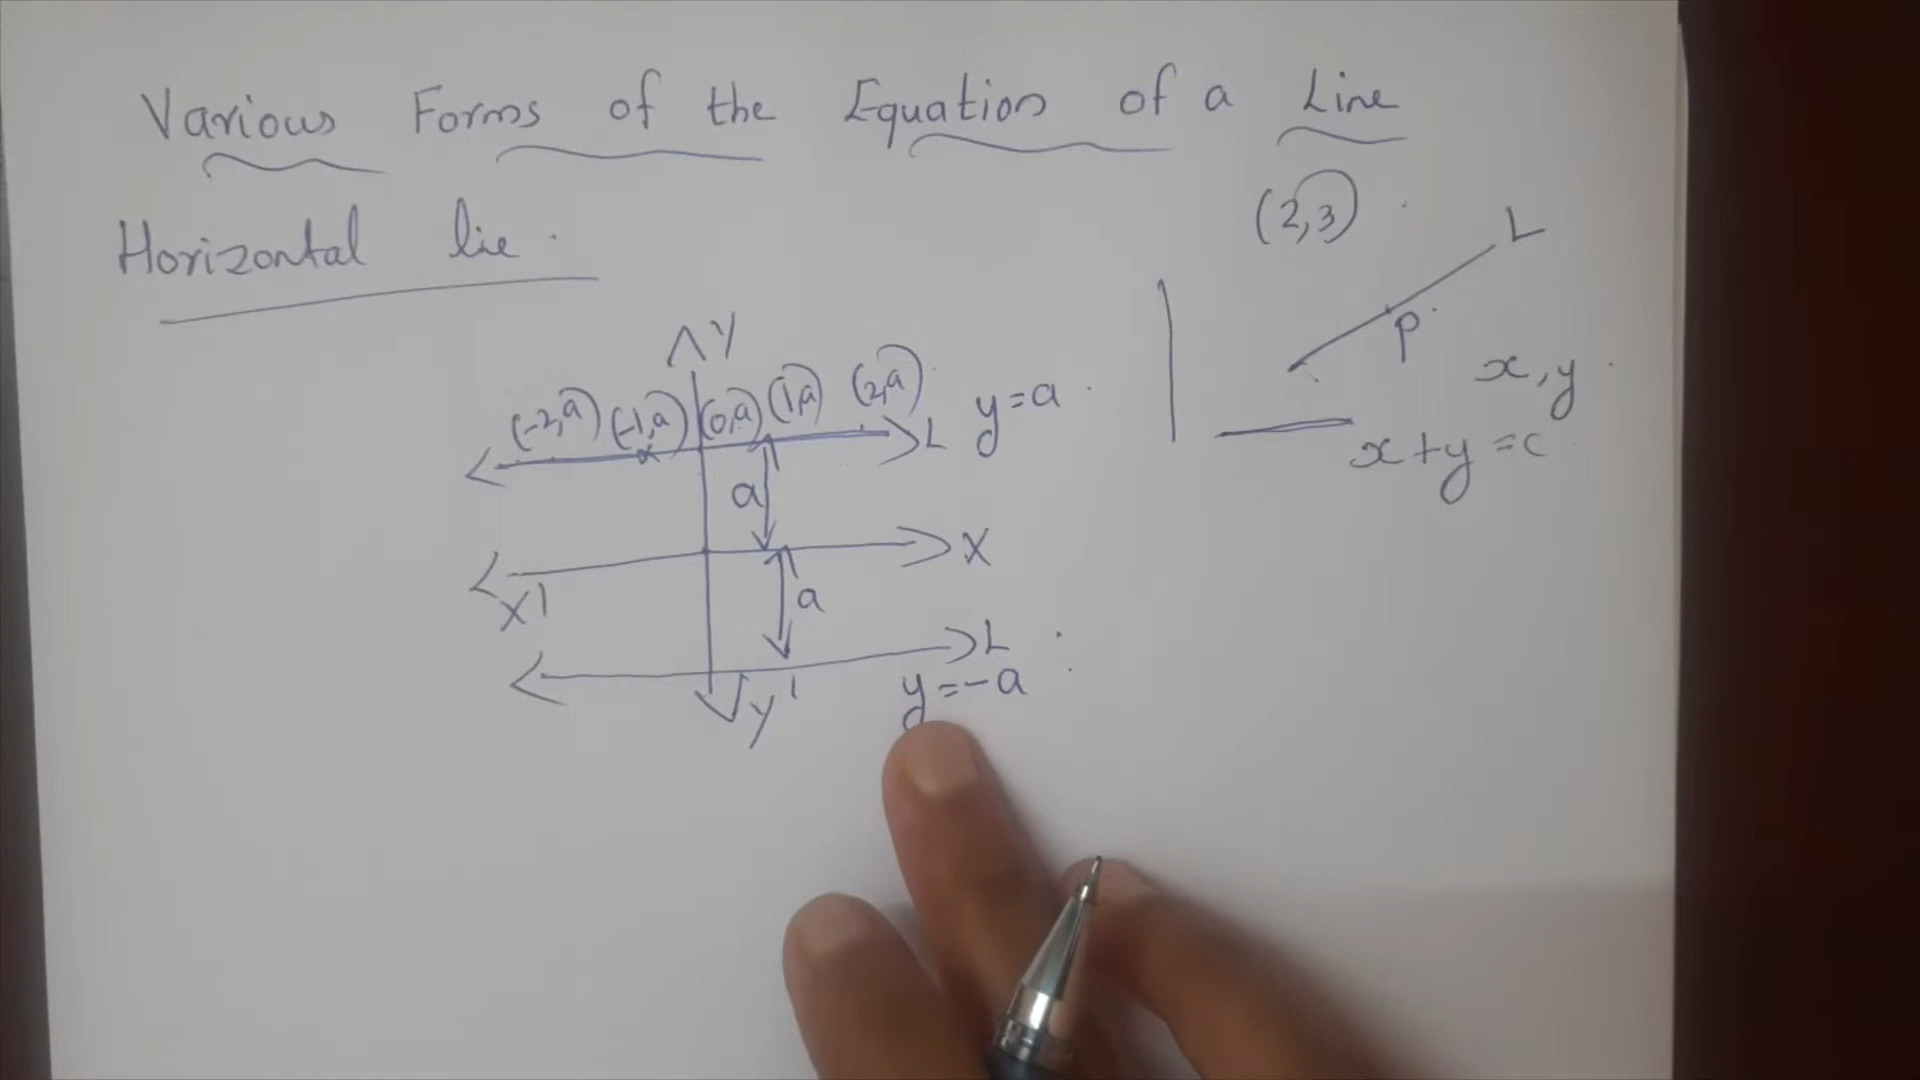 Various Forms of the Equation of a Line
Horizontal lie.
(2,3)
L
P
x,y
x+y=c
Y
(-2,a) (-1,a) (0,a) (1,a) (2,a)
L y=a
a
X
X'
a
L
y=-a
Y'